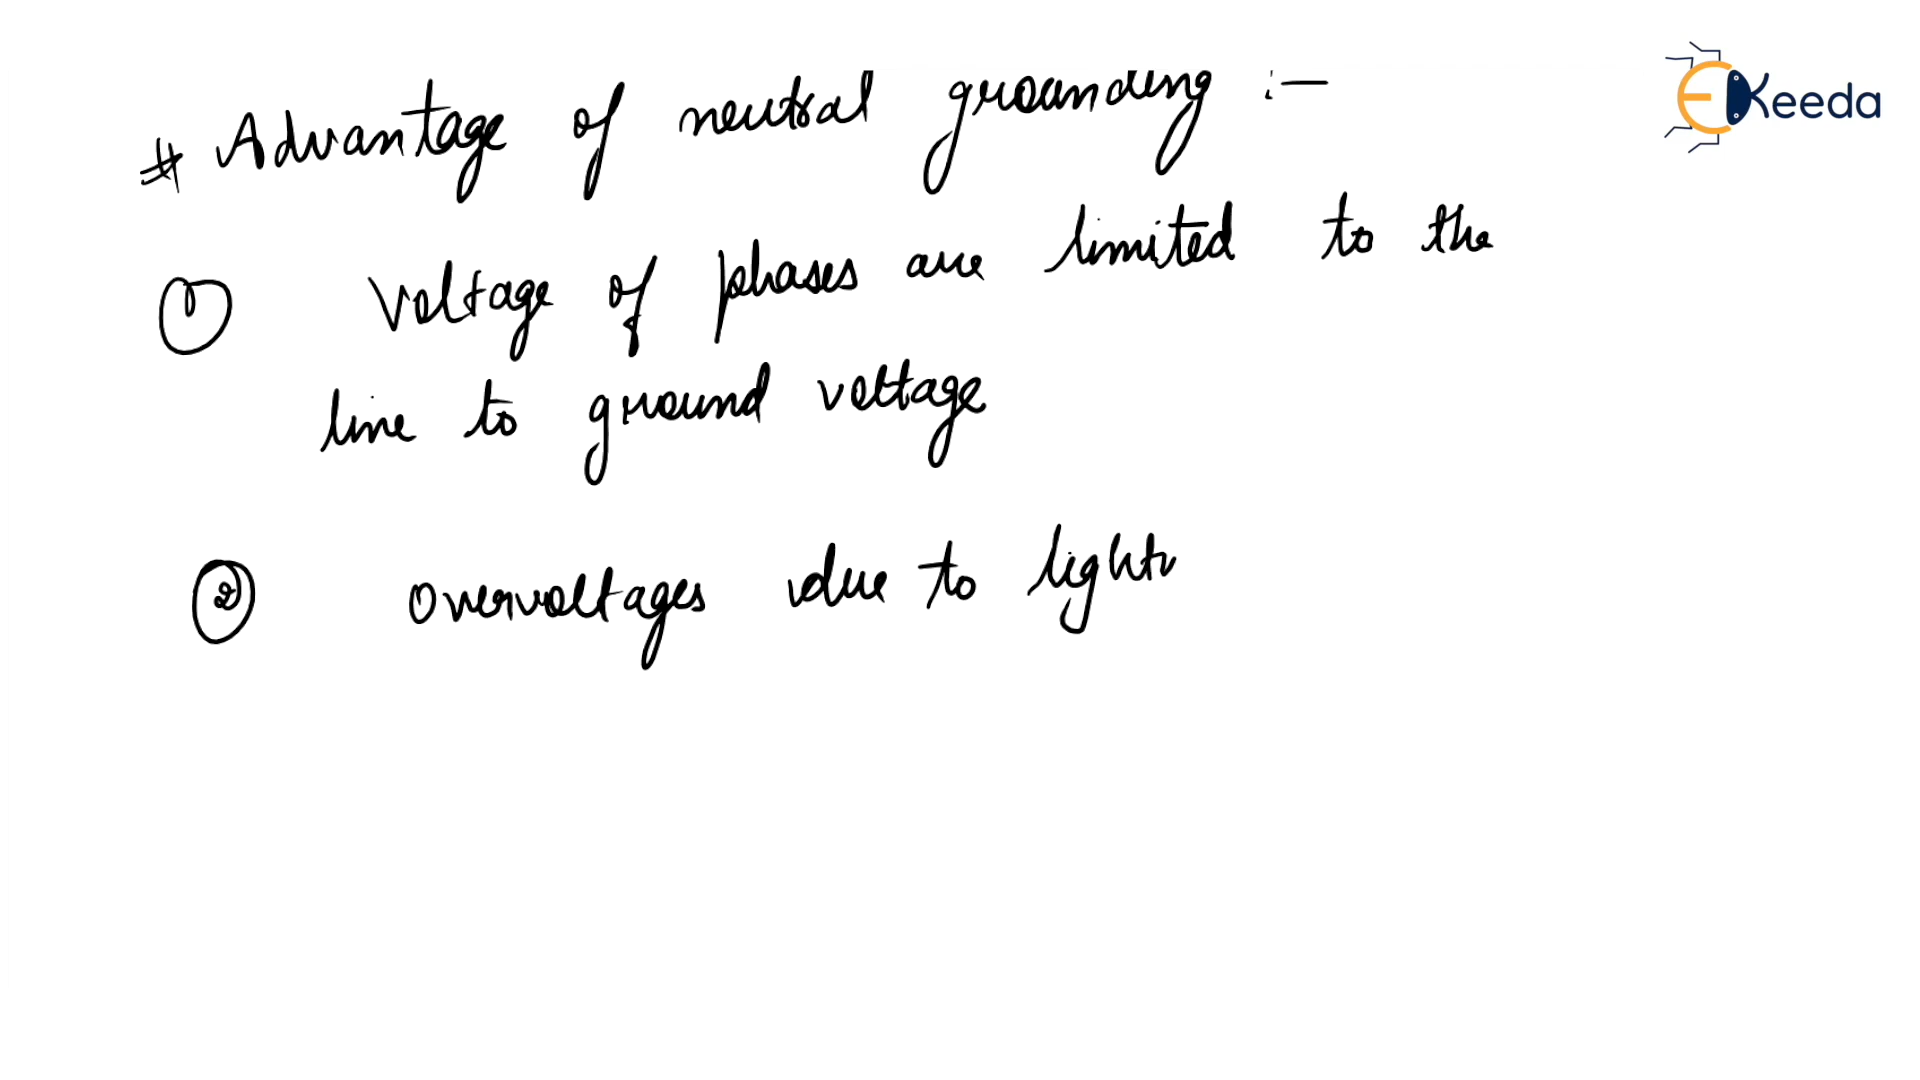 # Advantage of neutral grounding :-
EKeeda
① Voltage of phases are limited to the
line to ground voltage
② Overvoltages due to lightn